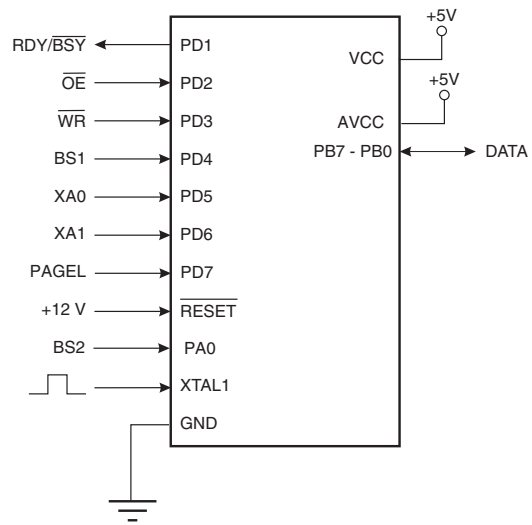 +5V
RDY/BSY PD1
VCC
OE PD2
+5V
WR PD3
AVCC
BS1 PD4
PB7 - PB0 DATA
XA0 PD5
XA1 PD6
PAGEL PD7
+12 V RESET
BS2 PA0
XTAL1
GND